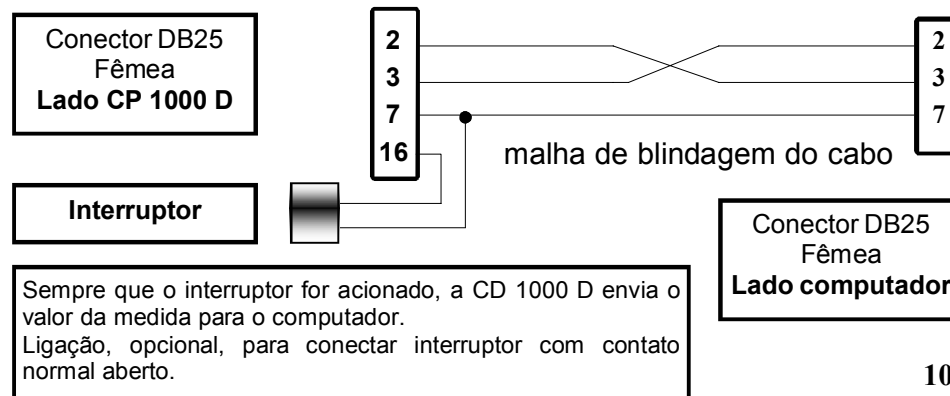 Conector DB25
Fêmea
Lado CP 1000 D
2
3
7
16
2
3
7
malha de blindagem do cabo
Interruptor
Conector DB25
Fêmea
Lado computador
Sempre que o interruptor for acionado, a CD 1000 D envia o
valor da medida para o computador.
Ligação, opcional, para conectar interruptor com contato
normal aberto.
10